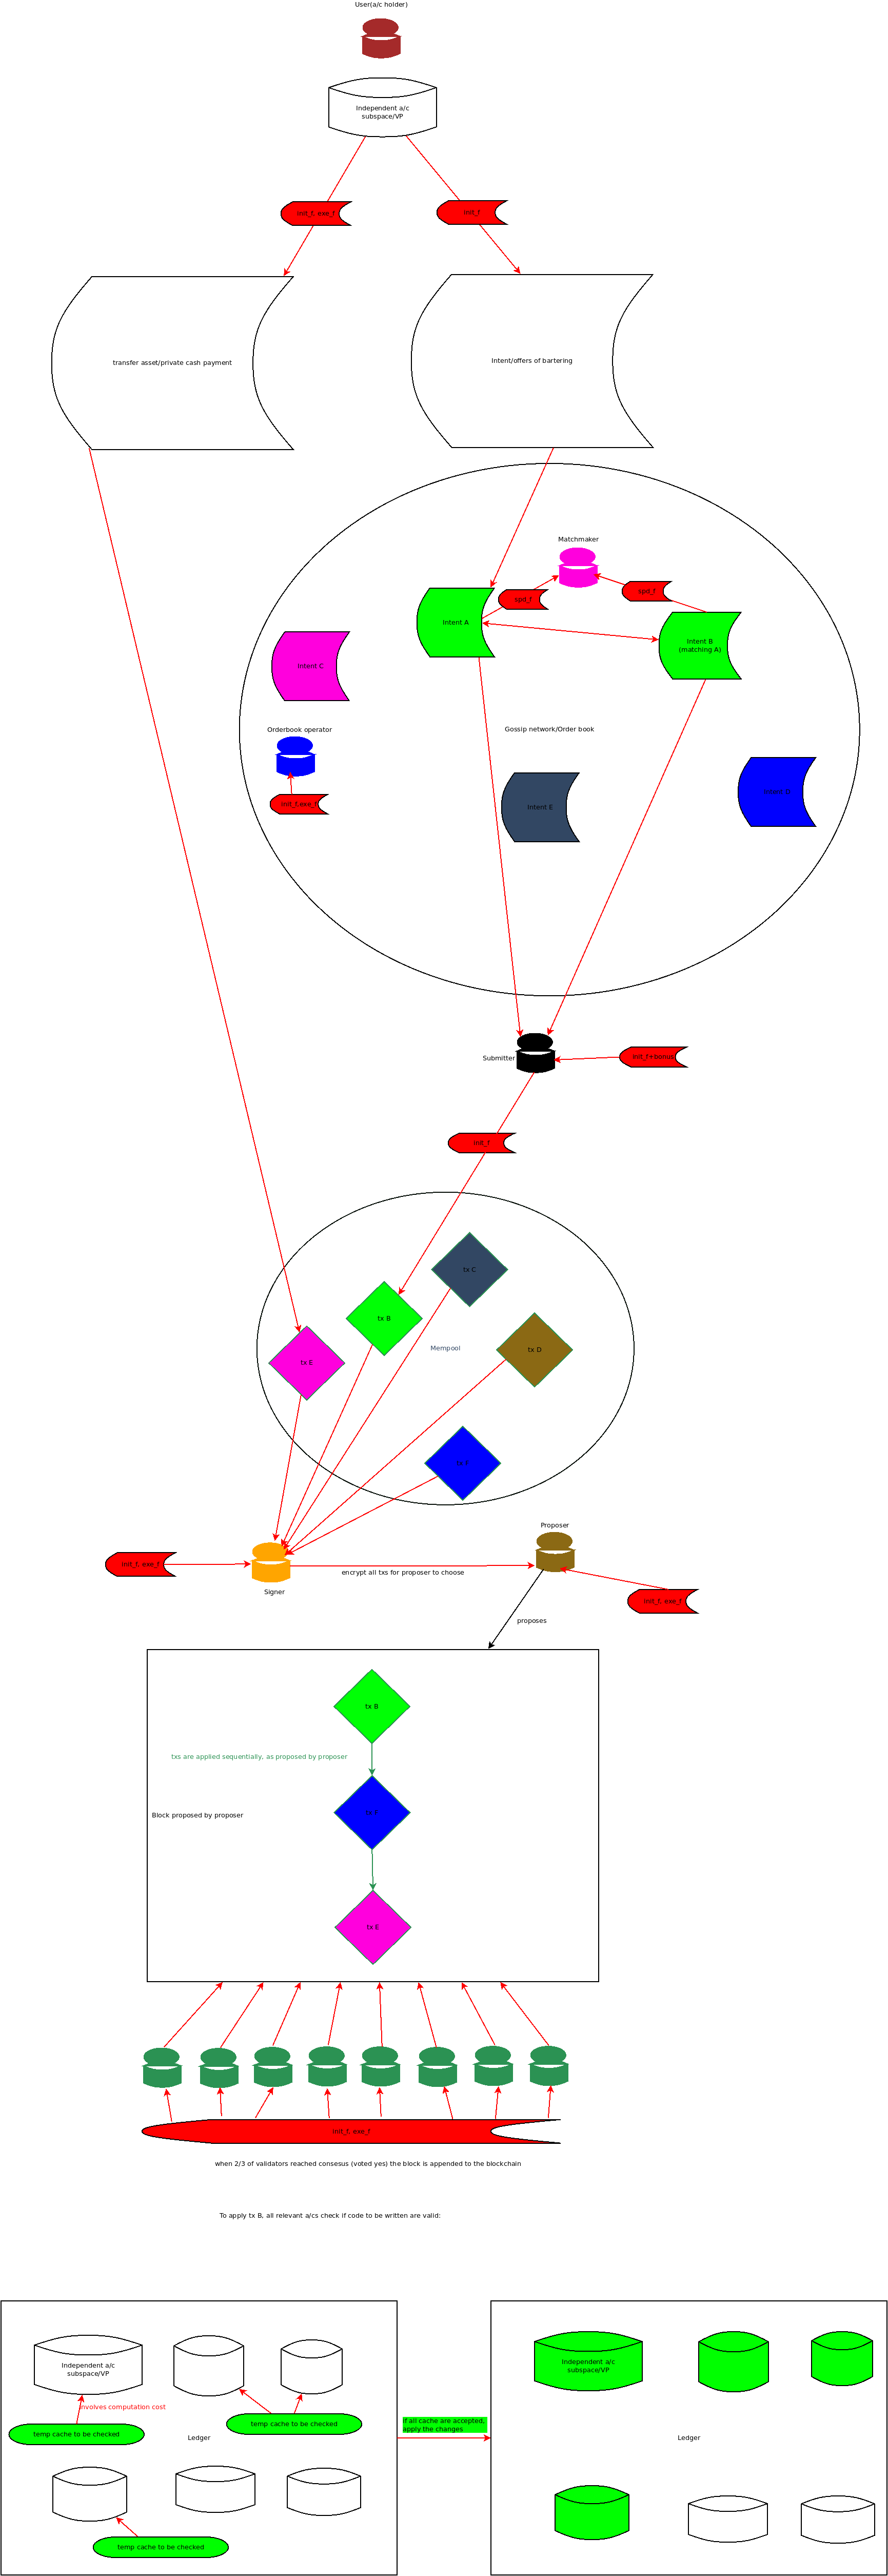 User(a/c holder)
Independent a/c
subspace/VP
init_f, exe_f
Init_f
transfer asset/private cash payment
Intent/offers of bartering
Matchmaker
spd_f
spd_f
Intent A
Intent B
(matching A)
Intent C
Orderbook operator
Gossip network/Order book
init_f,exe_f
Intent E
Intent D
Submitter
init_f+bonus
init_f
tx C
tx B
Mempool
tx D
tx E
Proposer
init_f, exe_f
encrypt all txs for proposer to choose
Signer
init_f, exe_f
proposes
tx B
txs are applied sequentially, as proposed by proposer
Block proposed by proposer
tx E
init_f, exe_f
when 2/3 of validators reached consesus (voted yes) the block is appended to the blockchain
To apply tx B, all relevant a/cs check if code to be written are valid:
Independent a/c
subspace/VP
involves computation cost
temp cache to be checked
temp cache to be checked
Ledger
temp cache to be checked
if all cache are accepted,
apply the changes
Independent a/c
subspace/VP
Ledger